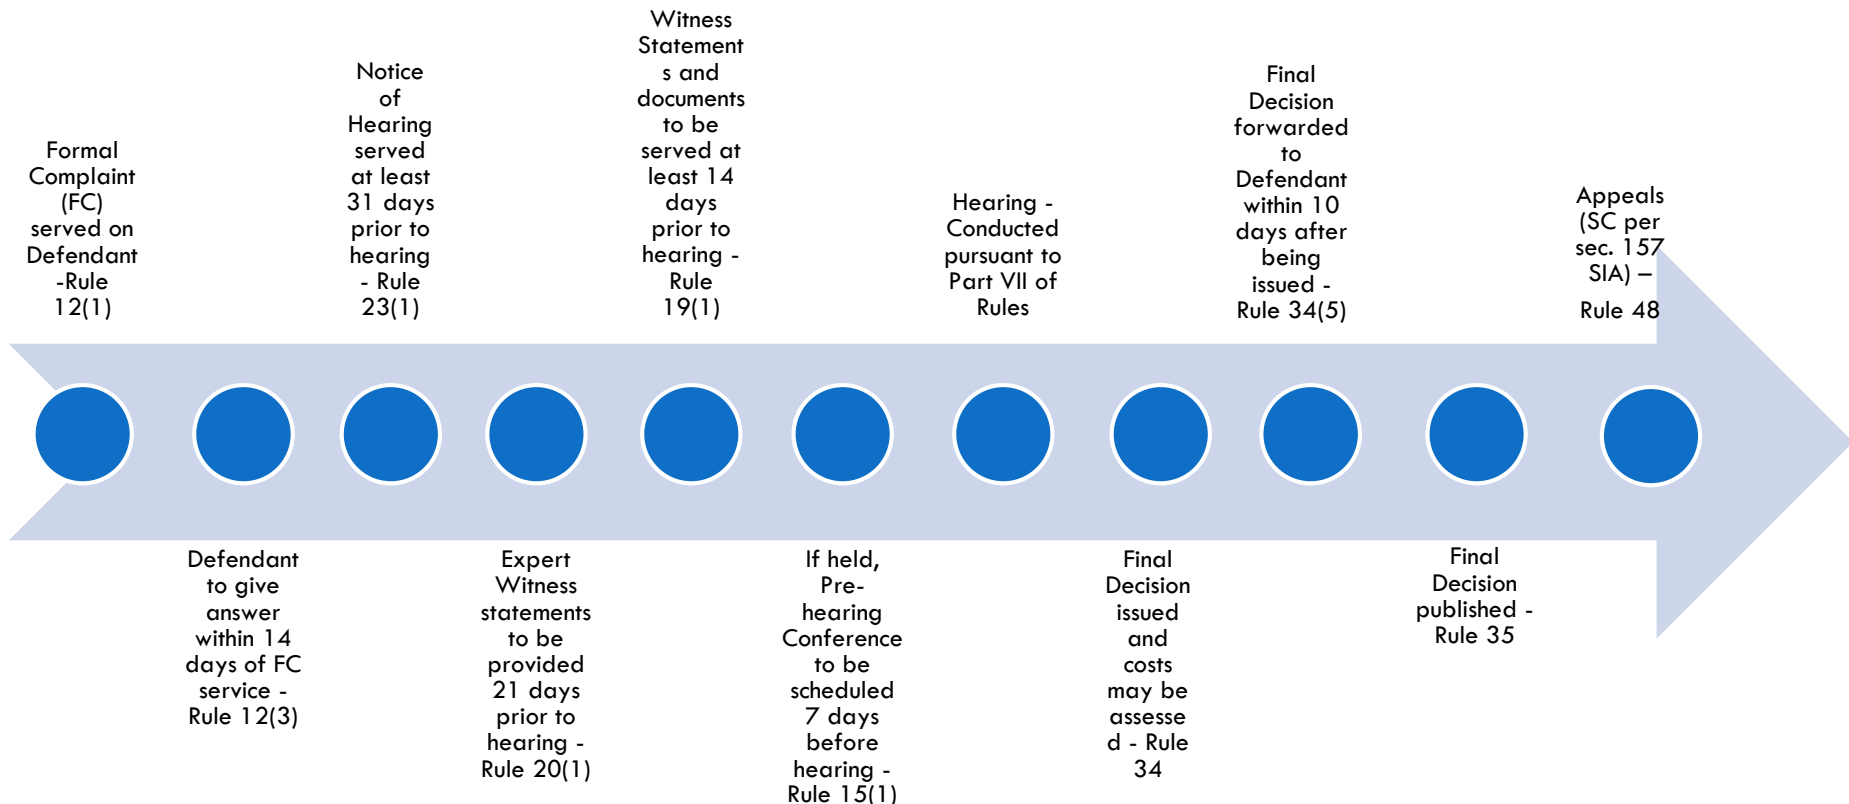 Formal
Complaint
(FC)
served on
Defendant
-Rule
12(1)
Defendant
to give
answer
within 14
days of FC
service -
Rule 12(3)
Notice
of
Hearing
served
at least
31 days
prior to
hearing
- Rule
23(1)
Expert
Witness
statements
to be
provided
21 days
prior to
hearing -
Rule 20(1)
Witness
Statement
s and
documents
to be
served at
least 14
days
prior to
hearing -
Rule
19(1)
If held,
Pre-
hearing
Conference
to be
scheduled
7 days
before
hearing -
Rule 15(1)
Hearing -
Conducted
pursuant to
Part VII of
Rules
Final
Decision
issued
and
costs
may be
assesse
d - Rule
34
Final
Decision
forwarded
to
Defendant
within 10
days after
being
issued -
Rule 34(5)
Final
Decision
published -
Rule 35
Appeals
(SC per
sec. 157
SIA) –
Rule 48